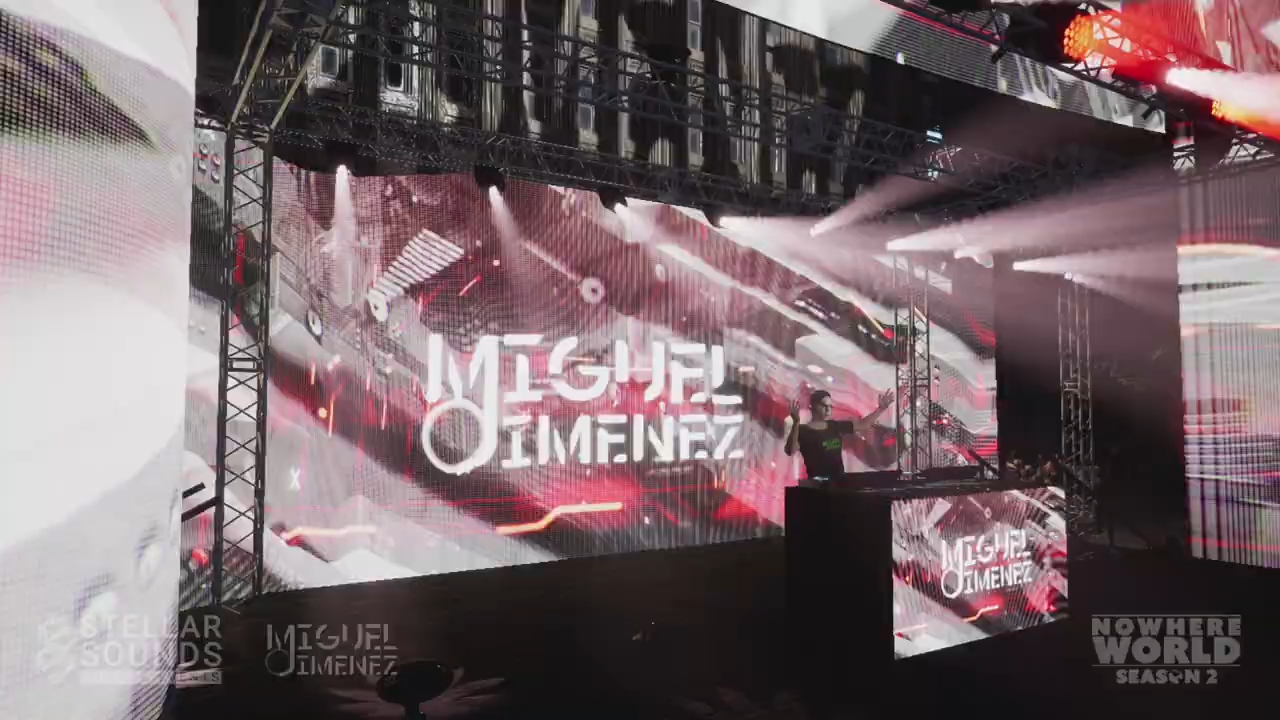 MIGUEL
JIMENEZ
MIGUEL
JIMENEZ
STELLAR
SOUNDS
MIGUEL
JIMENEZ
NOWHERE
WORLD
SEASON 2